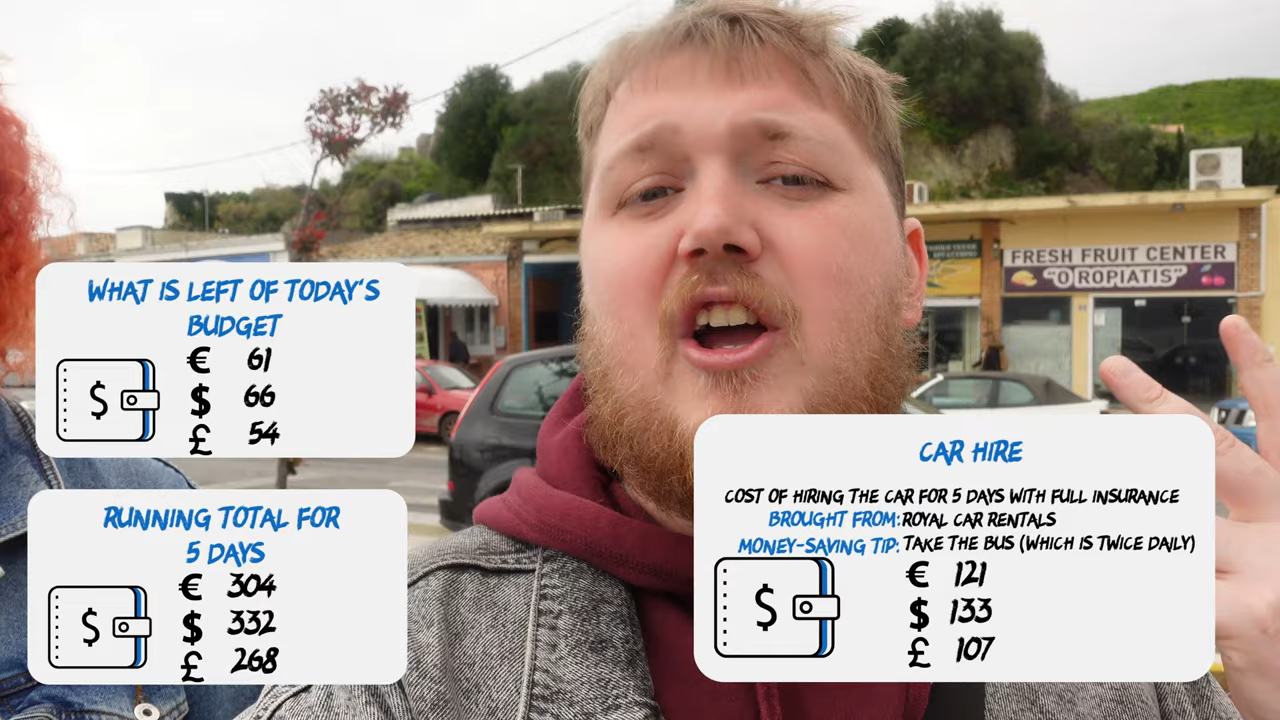 FRESH FRUIT CENTER
"O ROPIATIS"
WHAT IS LEFT OF TODAY'S
BUDGET
$
€ 61
$ 66
£ 54
RUNNING TOTAL FOR
5 DAYS
$
€ 304
$ 332
£ 268
CAR HIRE
COST OF HIRING THE CAR FOR 5 DAYS WITH FULL INSURANCE
BROUGHT FROM: ROYAL CAR RENTALS
MONEY-SAVING TIP: TAKE THE BUS (WHICH IS TWICE DAILY)
$
€ 121
$ 133
£ 107